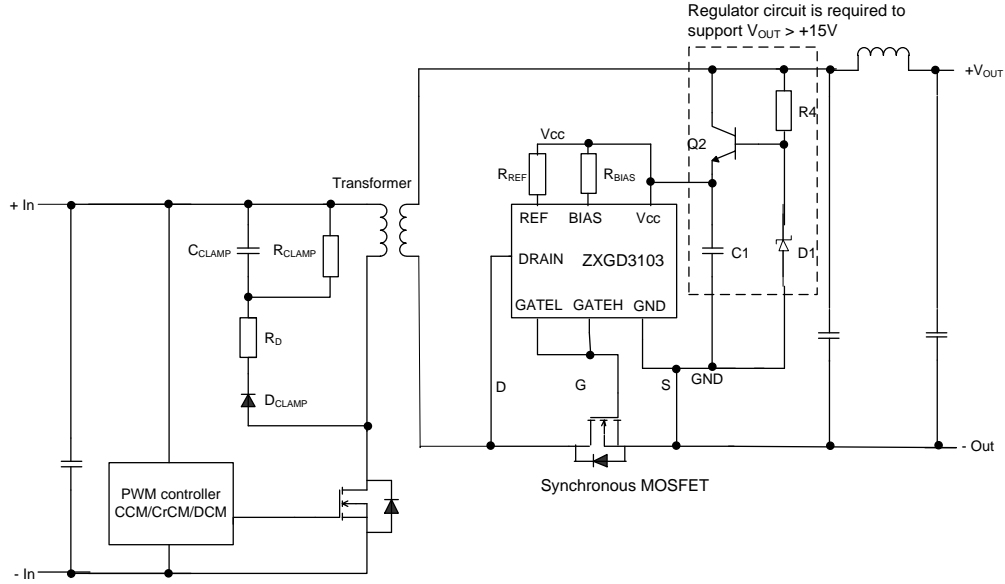 Regulator circuit is required to
support VOUT > +15V
+VOUT
R4
Q2
Vcc
RREF
RBIAS
Transformer
+ In
REF BIAS Vcc
CCLAMP
RCLAMP
DRAIN ZXGD3103
C1
D1
GATEL GATEH GND
RD
D
G
S
GND
DCLAMP
- Out
Synchronous MOSFET
PWM controller
CCM/CrCM/DCM
- In